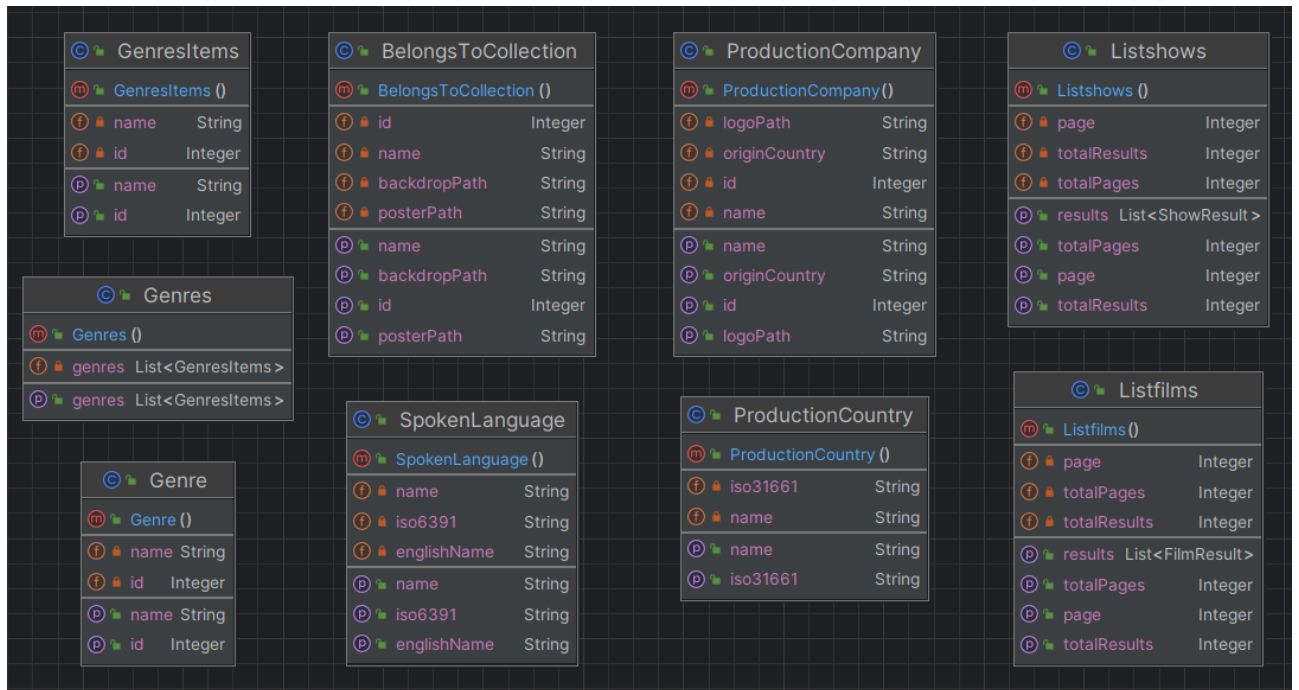 GenresItems
GenresItems ()
name String
id Integer
name String
id Integer
Genres
Genres ()
genres List<GenresItems>
genres List<GenresItems>
Genre
Genre ()
name String
id Integer
name String
id Integer
BelongsToCollection
BelongsToCollection ()
id Integer
name String
backdropPath String
posterPath String
name String
backdropPath String
id Integer
posterPath String
SpokenLanguage
SpokenLanguage ()
name String
iso6391 String
englishName String
name String
iso6391 String
englishName String
ProductionCompany
ProductionCompany()
logoPath String
originCountry String
id Integer
name String
name String
originCountry String
id Integer
logoPath String
ProductionCountry
ProductionCountry ()
iso31661 String
name String
name String
iso31661 String
Listshows
Listshows ()
page Integer
totalResults Integer
totalPages Integer
results List<ShowResult>
totalPages Integer
page Integer
totalResults Integer
Listfilms
Listfilms()
page Integer
totalPages Integer
totalResults Integer
results List<FilmResult>
totalPages Integer
page Integer
totalResults Integer